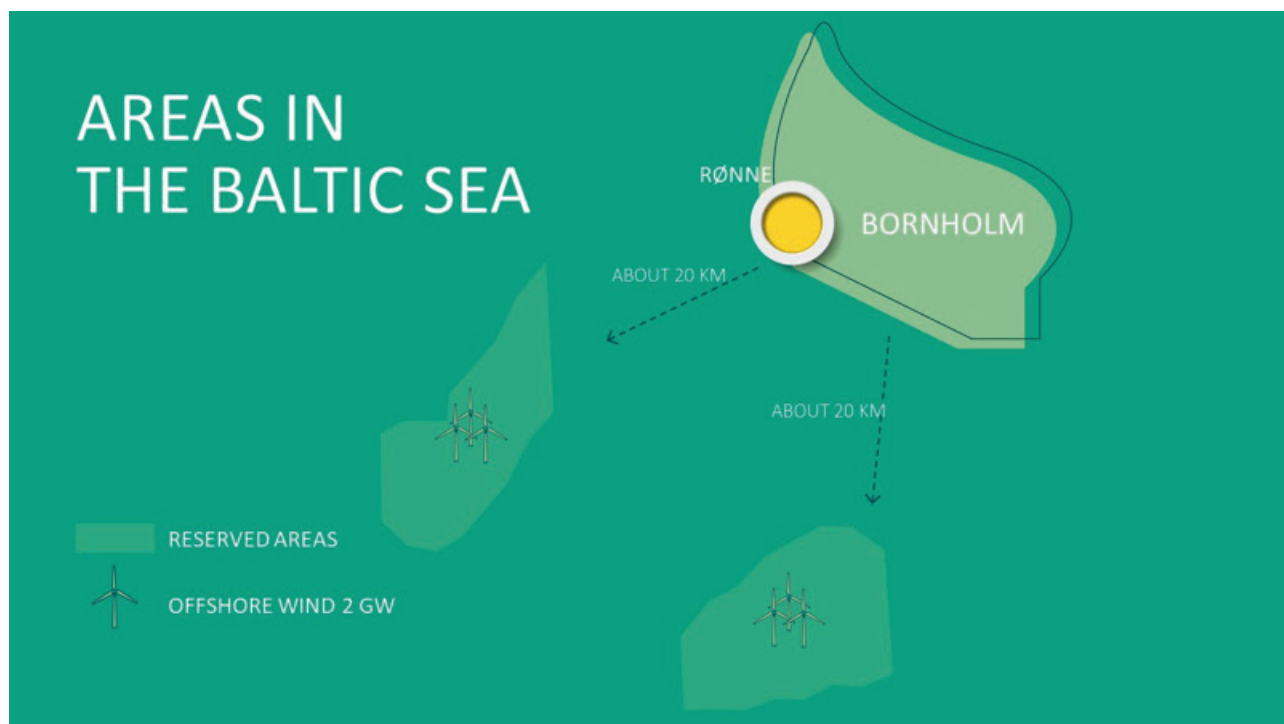 AREAS IN
THE BALTIC SEA
RØNNE
BORNHOLM
ABOUT 20 KM
ABOUT 20 KM
RESERVED AREAS
OFFSHORE WIND 2 GW